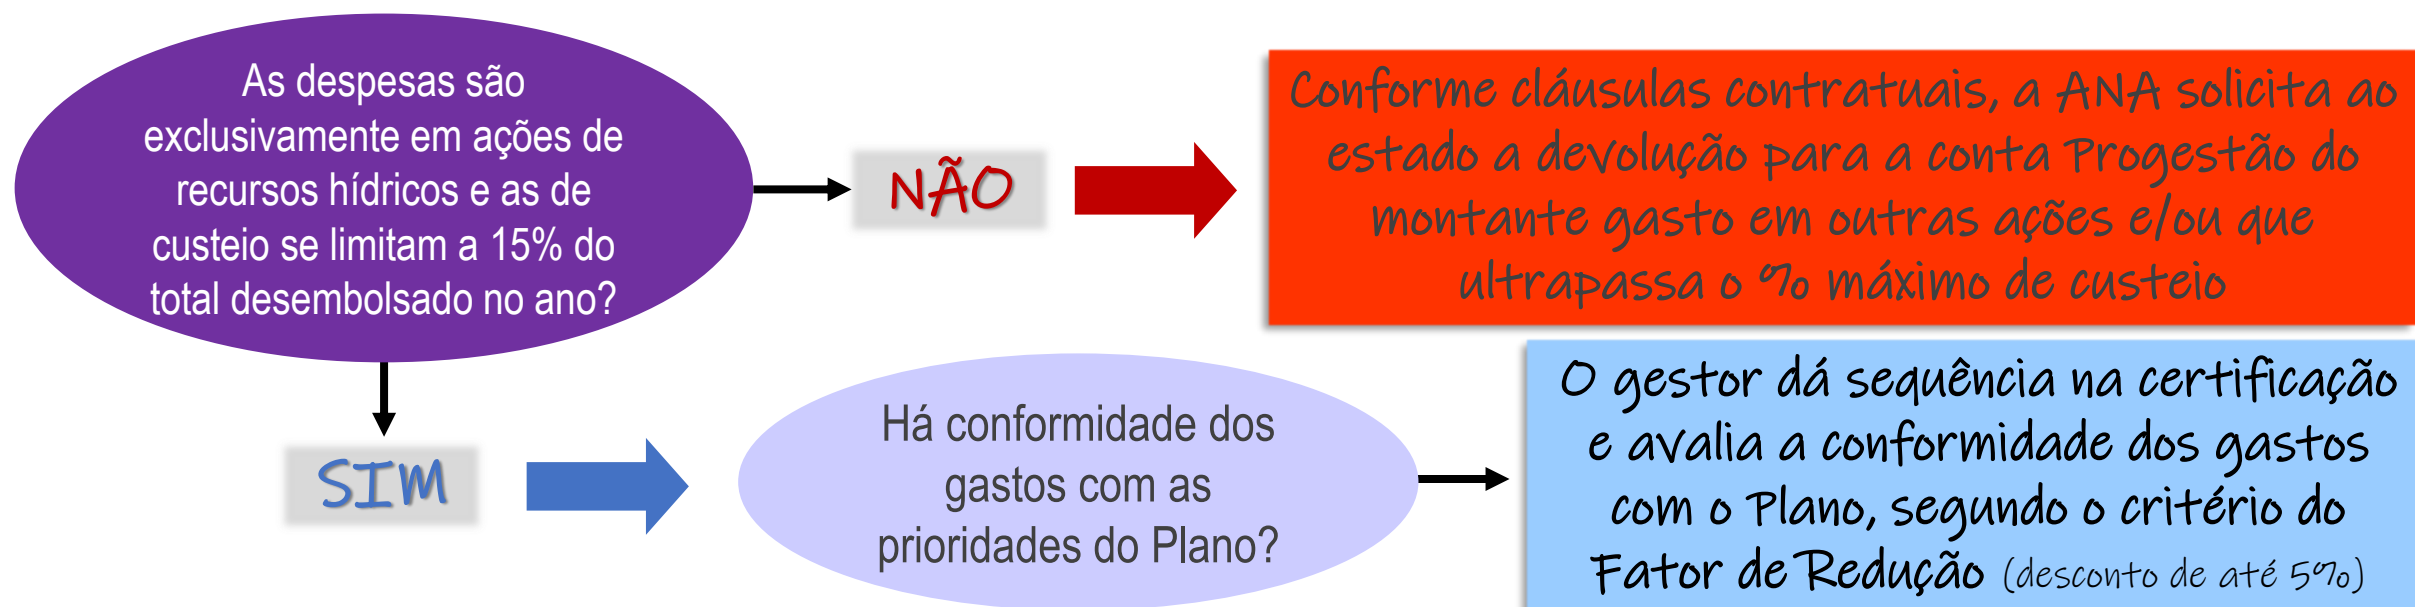 As despesas são
exclusivamente em ações de
recursos hídricos e as de
custeio se limitam a 15% do
total desembolsado no ano?
NÃO
Conforme cláusulas contratuais, a ANA solicita ao
estado a devolução para a conta Progestão do
montante gasto em outras ações e/ou que
ultrapassa o % máximo de custeio
SIM
Há conformidade dos
gastos com as
prioridades do Plano?
O gestor dá sequência na certificação
e avalia a conformidade dos gastos
com o Plano, segundo o critério do
Fator de Redução (desconto de até 5%)